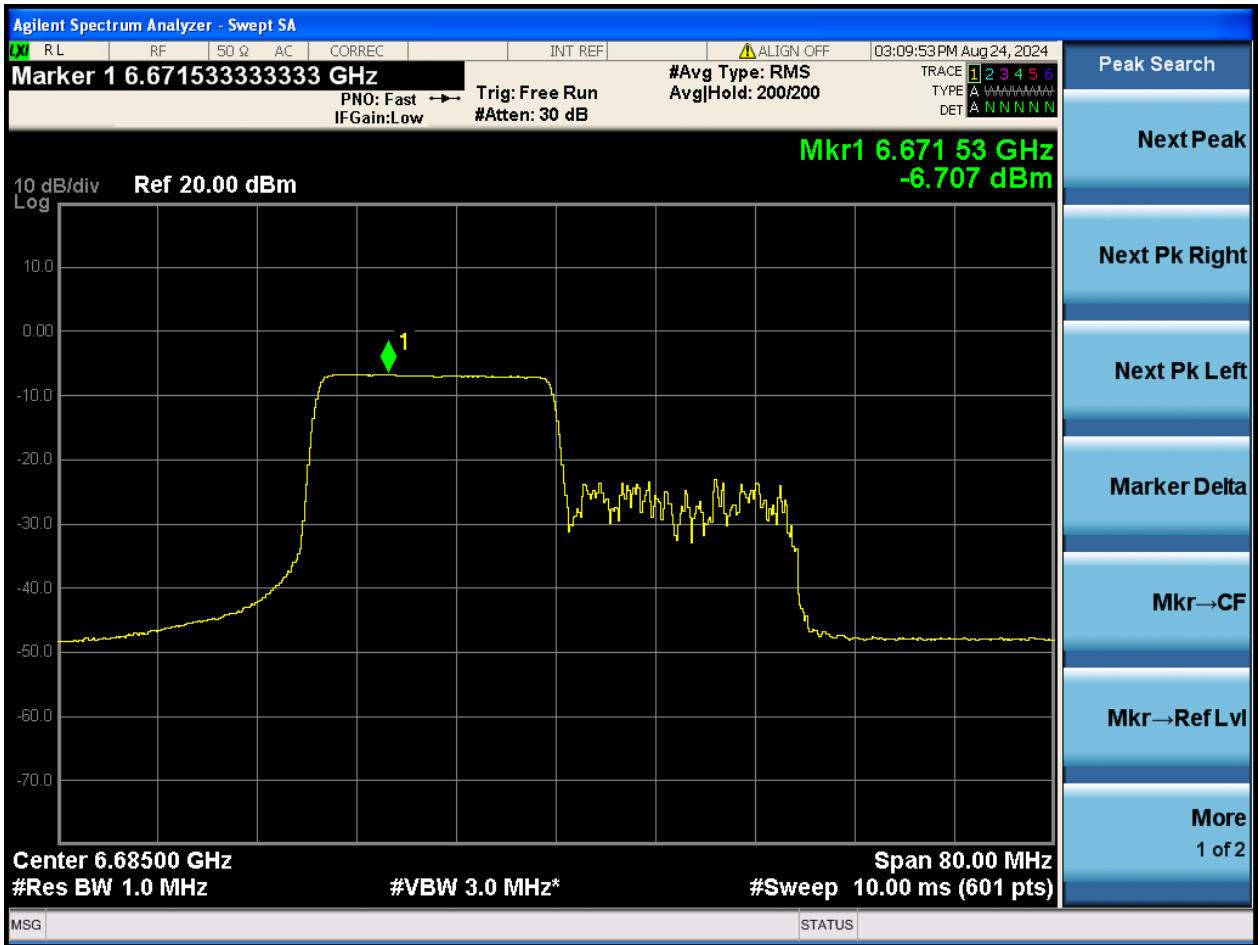 Agilent Spectrum Analyzer - Swept SA
LXI RL RF 50 Ω AC CORREC INT REF ALIGN OFF 03:09:53 PM Aug 24, 2024
Marker 1 6.671533333333 GHz
PNO: Fast
IFGain:Low
Trig: Free Run
#Atten: 30 dB
#Avg Type: RMS
Avg|Hold: 200/200
TRACE 1 2 3 4 5 6
TYPE A WWWWW
DET A N N N N N
Mkr1 6.671 53 GHz
-6.707 dBm
10 dB/div Ref 20.00 dBm
Log
10.0
0.00
1
-10.0
-20.0
-30.0
-40.0
-50.0
-60.0
-70.0
Center 6.68500 GHz Span 80.00 MHz
#Res BW 1.0 MHz #VBW 3.0 MHz* #Sweep 10.00 ms (601 pts)
MSG STATUS
Peak Search
Next Peak
Next Pk Right
Next Pk Left
Marker Delta
Mkr→CF
Mkr→Ref Lvl
More
1 of 2